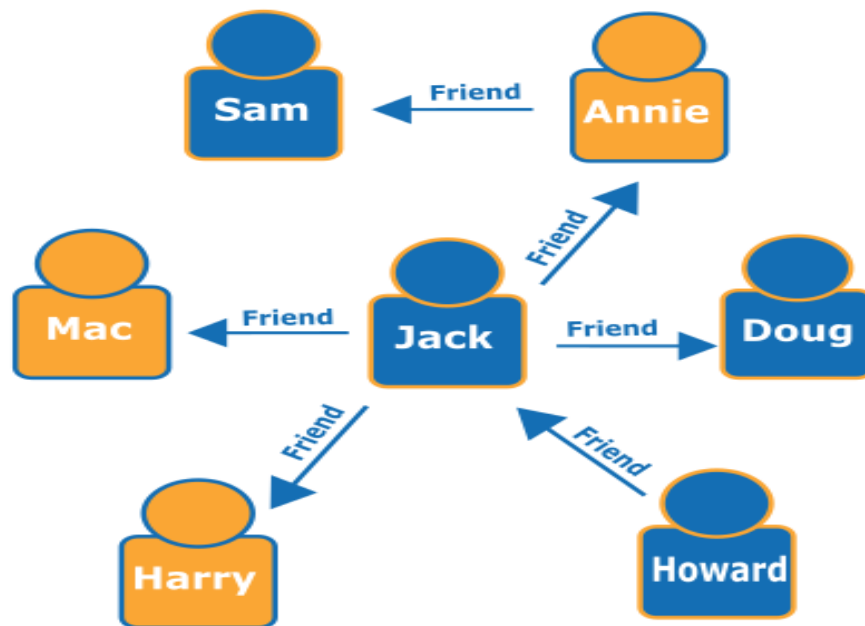 Sam
Friend
Annie
Friend
Mac
Friend
Jack
Friend
Doug
Friend
Friend
Harry
Howard